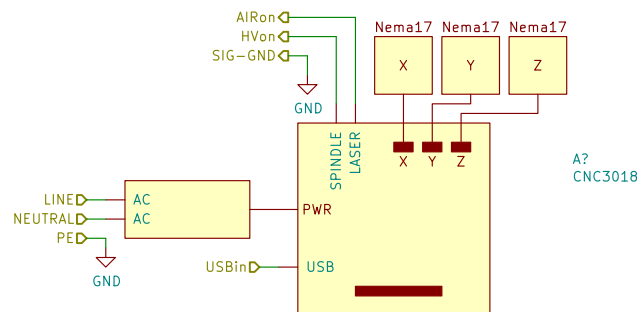 AIRon
HVon
SIG-GND
GND
Nema17 Nema17 Nema17
X Y Z
SPINDLE
LASER
X Y Z
A?
CNC3018
LINE AC
NEUTRAL AC
PE
GND
PWR
USBin USB